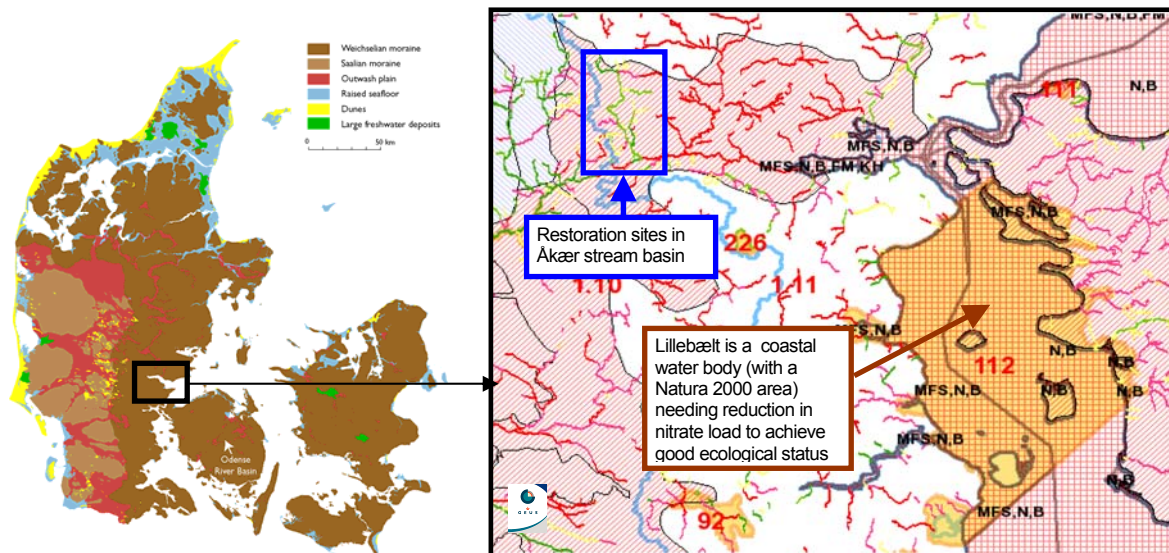 Weichselian moraine
Saalian moraine
Outwash plain
Raised seafloor
Dunes
Large freshwater deposits
0 50 km
Odense
River Basin
MFS,N,B,FM
N,B
111
MFS,N,B
MFS,N,B,FM KH
MFS,N,B
Restoration sites in
Åkær stream basin
226
1.10
1.11
MFS,N,B
Lillebælt is a coastal
water body (with a
Natura 2000 area)
needing reduction in
nitrate load to achieve
good ecological status
112
N,B
N,B
MFS,N,B
N,B
N,B
MFS,N,B
MFS,N,B
92
G E U S